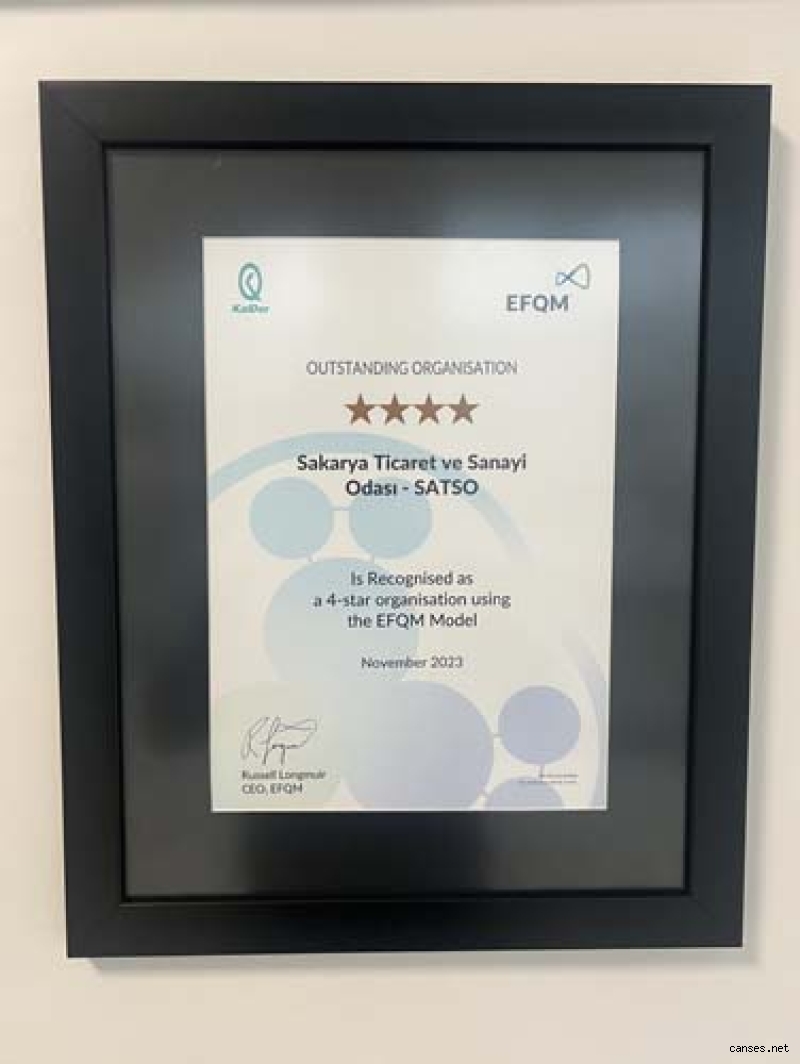 KalDer
EFQM
OUTSTANDING ORGANISATION
Sakarya Ticaret ve Sanayi
Odası - SATSO
Is Recognised as
a 4-star organisation using
the EFQM Model
November 2023
Russell Longmuir
CEO, EFQM
canses.net